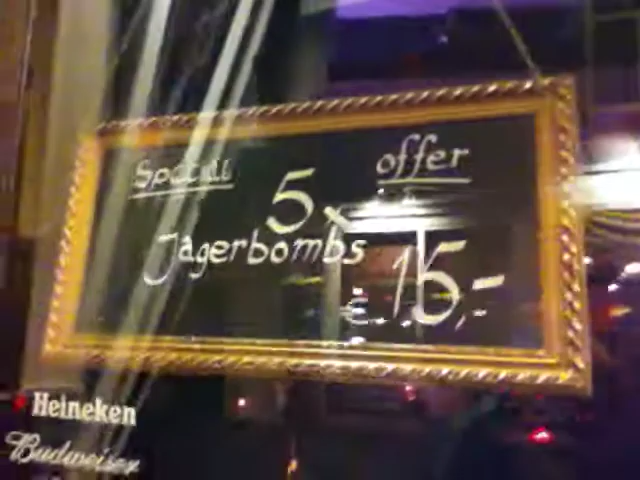 Special offer
5x
Jagerbombs
€ 15,-
Heineken
Budweiser